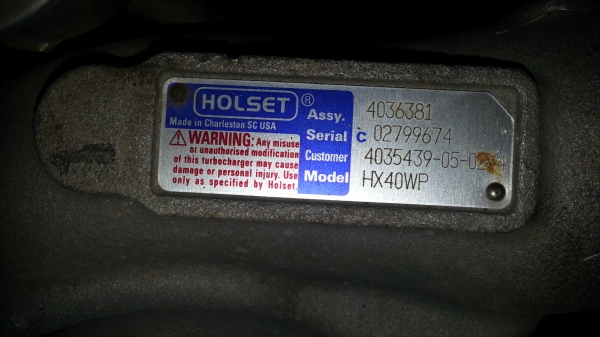 HOLSET ®
Made in Charleston SC USA
WARNING: Any misuse
or unauthorised modification
of this turbocharger may cause
damage or personal injury. Use
only as specified by Holset.
Assy. 4036381
Serial C 02799674
Customer 4035439-05-02
Model HX40WP